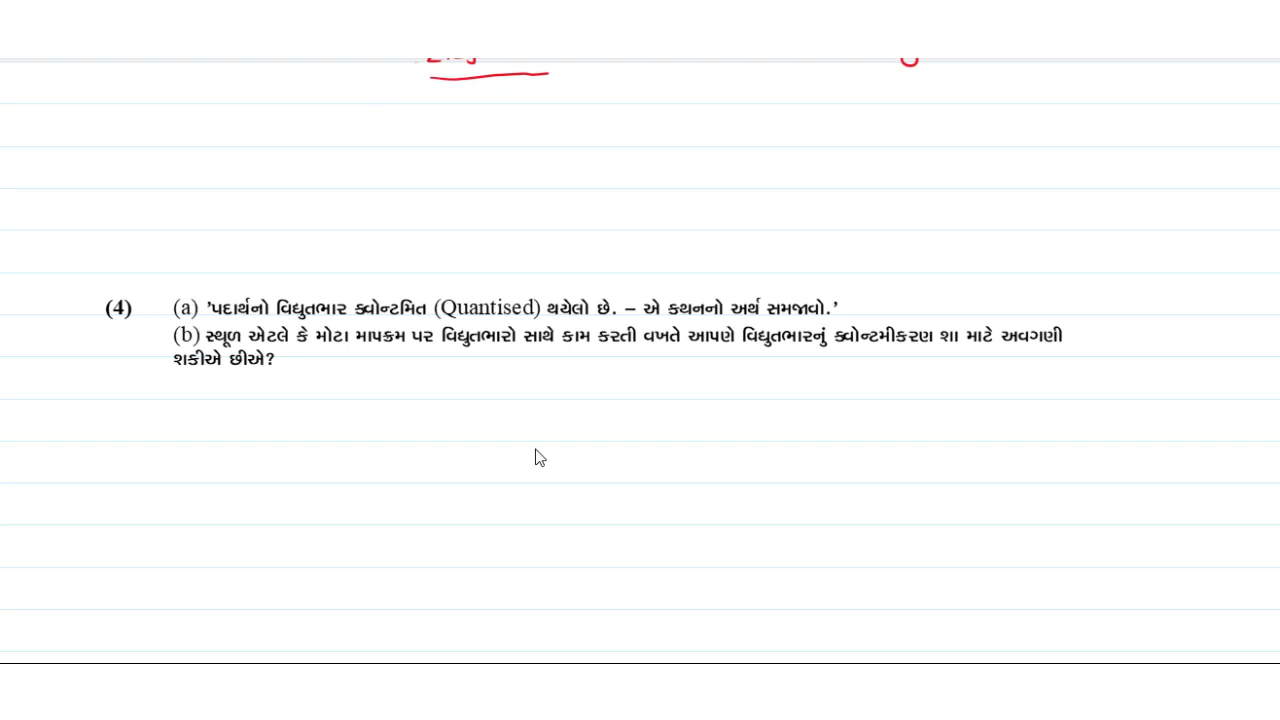 (4) (a) 'પદાર્થનો વિદ્યુતભાર ક્વોન્ટમિત (Quantised) થયેલો છે. – એ કથનનો અર્થ સમજાવો.'
(b) સ્થૂળ એટલે કે મોટા માપક્રમ પર વિદ્યુતભારો સાથે કામ કરતી વખતે આપણે વિદ્યુતભારનું ક્વોન્ટમીકરણ શા માટે અવગણી
શકીએ છીએ?